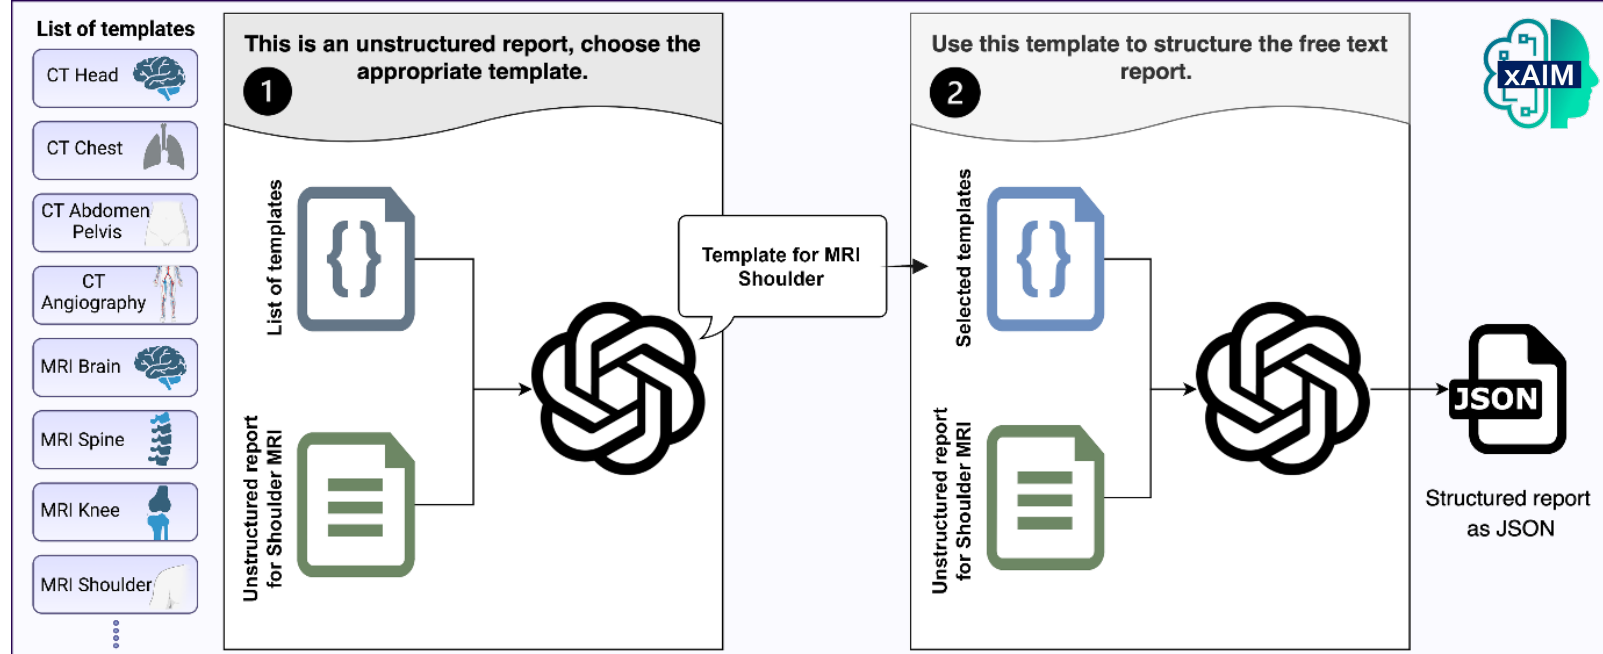 List of templates
CT Head
CT Chest
CT Abdomen
Pelvis
CT
Angiography
MRI Brain
MRI Spine
MRI Knee
MRI Shoulder
This is an unstructured report, choose the
appropriate template.
1
List of templates
Unstructured report
for Shoulder MRI
Template for MRI
Shoulder
Use this template to structure the free text
report.
2
Selected templates
Unstructured report
for Shoulder MRI
xAIM
JSON
Structured report
as JSON